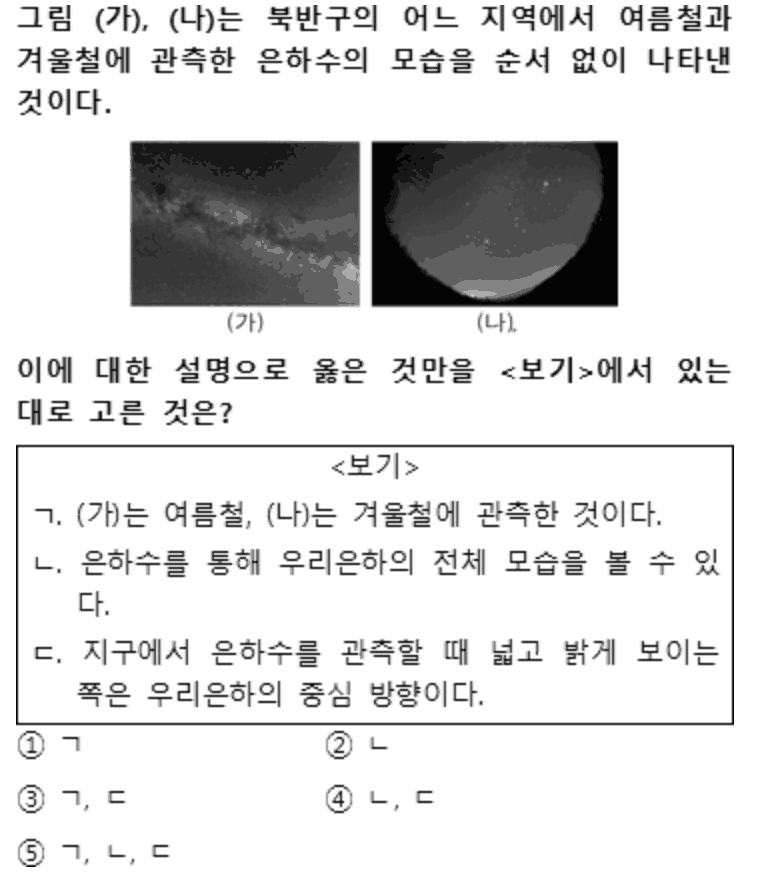 그림 (가), (나)는 북반구의 어느 지역에서 여름철과
겨울철에 관측한 은하수의 모습을 순서 없이 나타낸
것이다.
(가) (나),
이에 대한 설명으로 옳은 것만을 <보기>에서 있는
대로 고른 것은?
<보기>
ㄱ. (가)는 여름철, (나)는 겨울철에 관측한 것이다.
ㄴ. 은하수를 통해 우리은하의 전체 모습을 볼 수 있
다.
ㄷ. 지구에서 은하수를 관측할 때 넓고 밝게 보이는
쪽은 우리은하의 중심 방향이다.
① ㄱ ② ㄴ
③ ㄱ, ㄷ ④ ㄴ, ㄷ
⑤ ㄱ, ㄴ, ㄷ